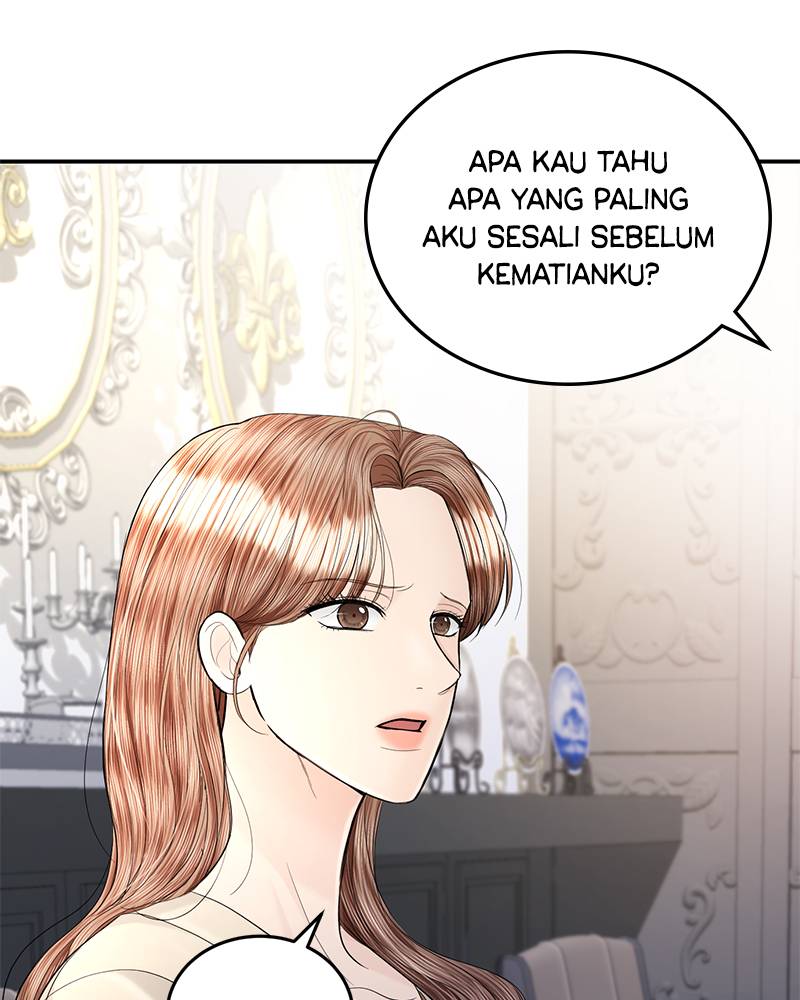 APA KAU TAHU
APA YANG PALING
AKU SESALI SEBELUM
KEMATIANKU?